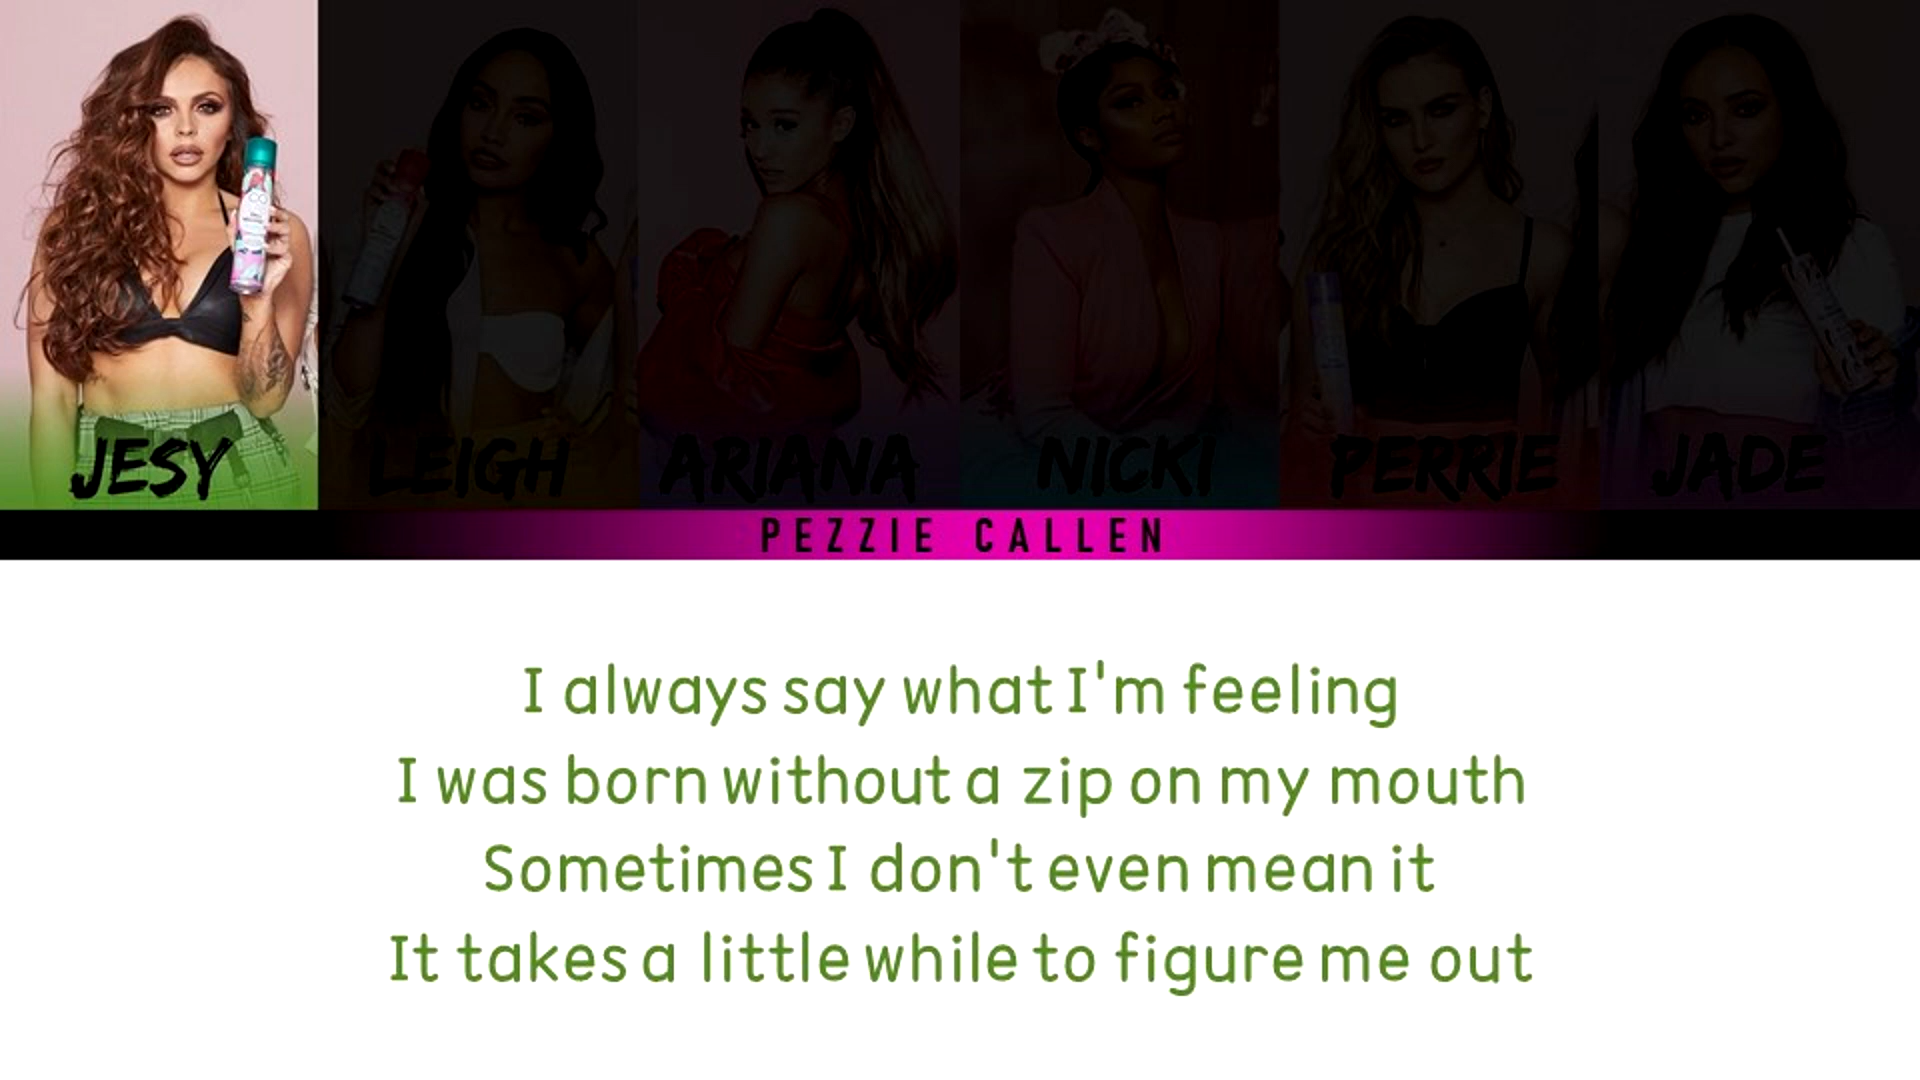 JESY
LEIGH
ARIANA
NICKI
PERRIE
JADE
PEZZIE CALLEN
I always say what I'm feeling
I was born without a zip on my mouth
Sometimes I don't even mean it
It takes a little while to figure me out